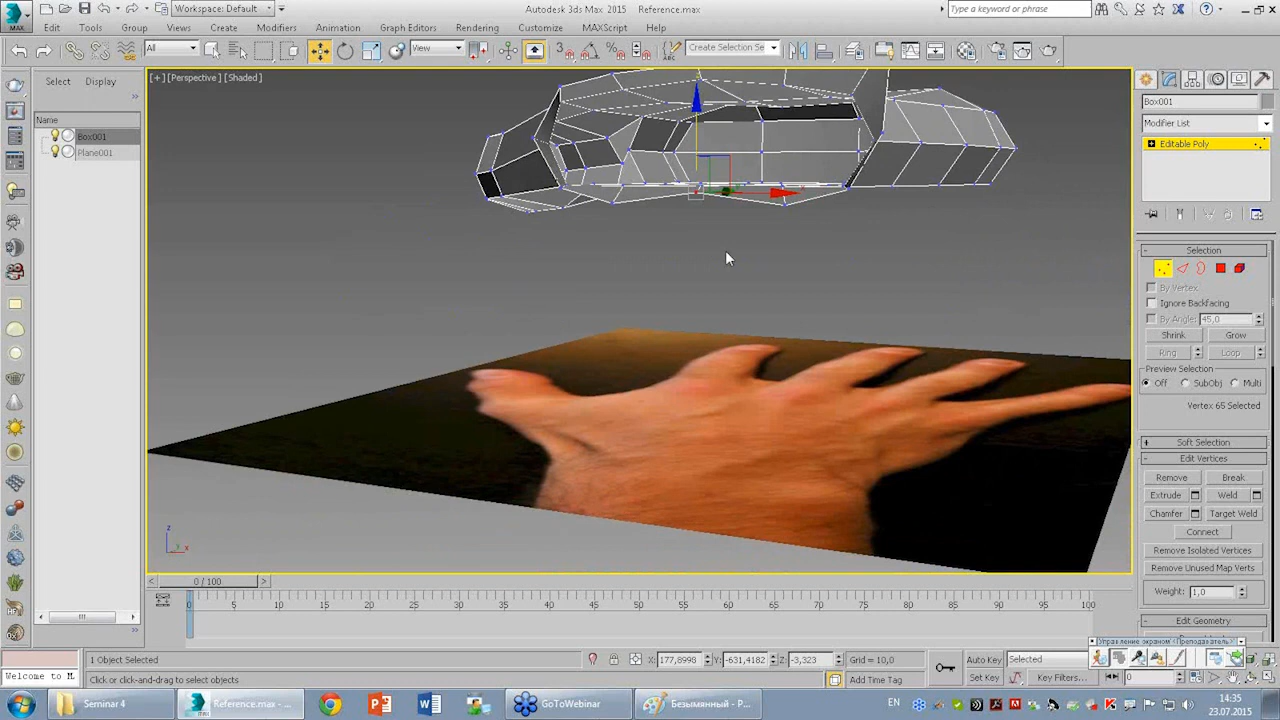 Workspace: Default
Autodesk 3ds Max 2015 Reference.max
Type a keyword or phrase
MAX
Edit Tools Group Views Create Modifiers Animation Graph Editors Rendering Customize MAXScript Help
All
View
Create Selection Se
[+] [Perspective] [Shaded]
Select Display
Name
Box001
Plane001
Box001
Modifier List
Editable Poly
Selection
By Vertex
Ignore Backfacing
By Angle: 45,0
Shrink Grow
Ring Loop
Preview Selection
Off SubObj Multi
Vertex 65 Selected
Soft Selection
Edit Vertices
Remove Break
Extrude Weld
Chamfer Target Weld
Connect
Remove Isolated Vertices
Remove Unused Map Verts
Weight: 1,0
Edit Geometry
z
x
0 / 100
0 5 10 15 20 25 30 35 40 45 50 55 60 65 70 75 80 85 90 95 100
Управление экраном (Преподаватель)
1 Object Selected
X: 177,8998 Y: -631,4182 Z: -3,323 Grid = 10,0
Auto Key Selected
Welcome to M
Click or click-and-drag to select objects
Add Time Tag
Set Key Key Filters...
0
Seminar 4
Reference.max - ...
GoToWebinar
Безымянный - P...
EN
14:35
23.07.2015